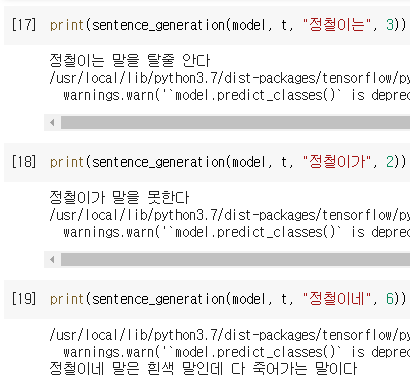 [17] print(sentence_generation(model, t, "정철이는", 3))
정철이는 말을 탈줄 안다
/usr/local/lib/python3.7/dist-packages/tensorflow/py
warnings.warn('`model.predict_classes()` is deprec
[18] print(sentence_generation(model, t, "정철이가", 2))
정철이가 말을 못한다
/usr/local/lib/python3.7/dist-packages/tensorflow/py
warnings.warn('`model.predict_classes()` is deprec
[19] print(sentence_generation(model, t, "정철이네", 6))
/usr/local/lib/python3.7/dist-packages/tensorflow/py
warnings.warn('`model.predict_classes()` is deprec
정철이네 말은 흰색 말인데 다 죽어가는 말이다